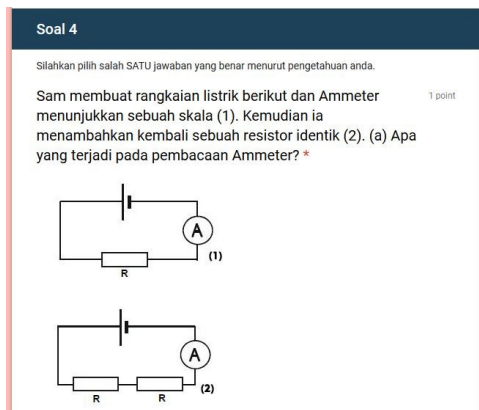 Soal 4
Silahkan pilih salah SATU jawaban yang benar menurut pengetahuan anda.
Sam membuat rangkaian listrik berikut dan Ammeter
1 point
menunjukkan sebuah skala (1). Kemudian ia
menambahkan kembali sebuah resistor identik (2). (a) Apa
yang terjadi pada pembacaan Ammeter? *
A
(1)
R
A
(2)
R R